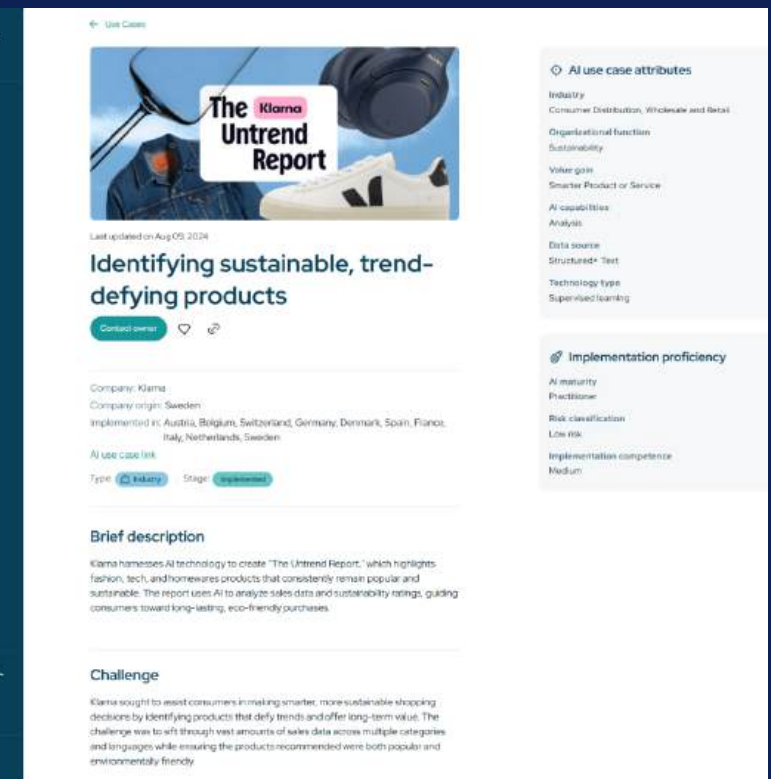 ← Use Cases
The Klarna
Untrend
Report
Last updated on Aug 09, 2024
Identifying sustainable, trend-
defying products
Contact owner
Company: Klarna
Company origin: Sweden
Implemented in: Austria, Belgium, Switzerland, Germany, Denmark, Spain, France,
Italy, Netherlands, Sweden
AI use case link
Type: Industry Stage: Implemented
Brief description
Klarna harnesses AI technology to create "The Untrend Report," which highlights
fashion, tech, and homewares products that consistently remain popular and
sustainable. The report uses AI to analyze sales data and sustainability ratings, guiding
consumers toward long-lasting, eco-friendly purchases.
Challenge
Klarna sought to assist consumers in making smarter, more sustainable shopping
decisions by identifying products that defy trends and offer long-term value. The
challenge was to sift through vast amounts of sales data across multiple categories
and languages while ensuring the products recommended were both popular and
environmentally friendly.
AI use case attributes
Industry
Consumer Distribution, Wholesale and Retail
Organizational function
Sustainability
Value gain
Smarter Product or Service
AI capabilities
Analysis
Data source
Structured+ Text
Technology type
Supervised learning
Implementation proficiency
AI maturity
Practitioner
Risk classification
Low risk
Implementation competence
Medium